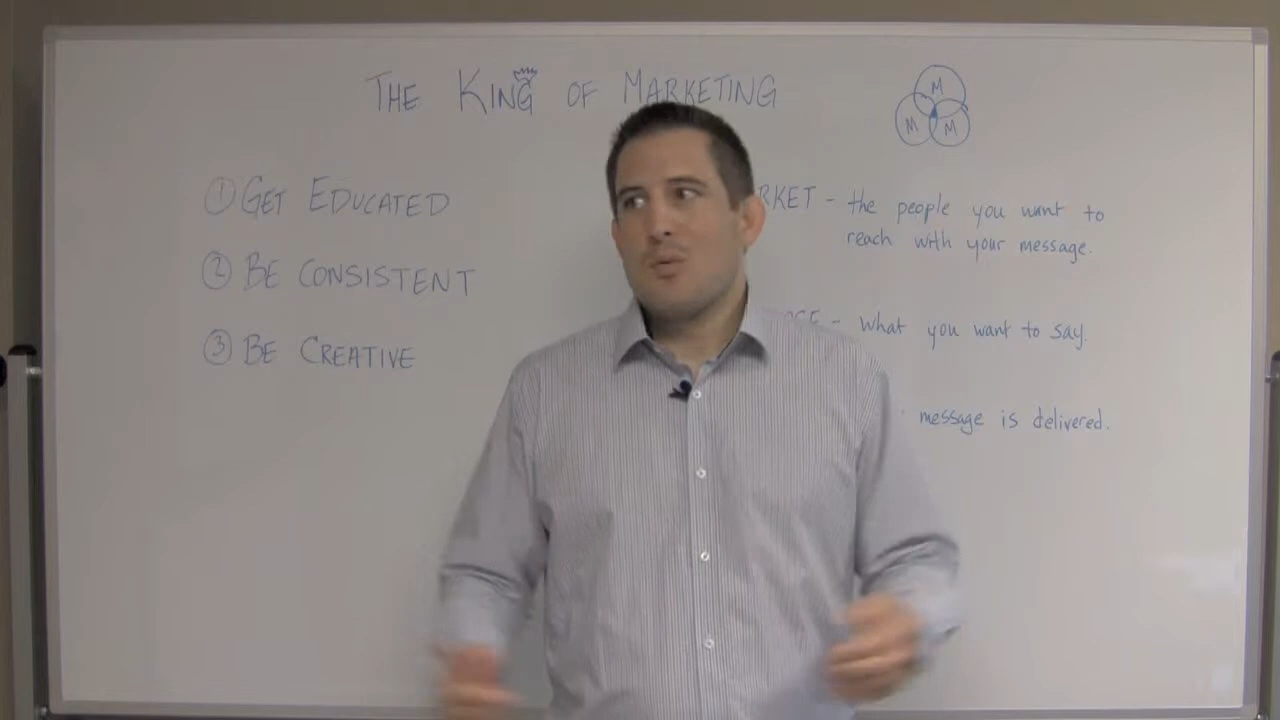 THE KING OF MARKETING
M
M M
① GET EDUCATED
② BE CONSISTENT
③ BE CREATIVE
RKET - the people you want to
reach with your message.
- what you want to say.
message is delivered.